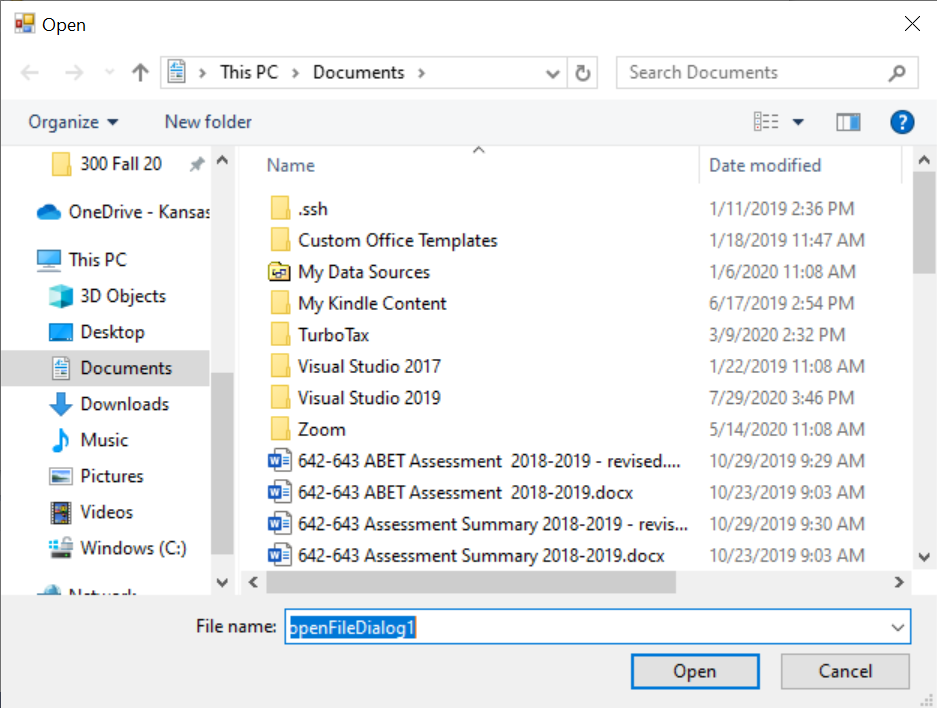 Open
This PC > Documents >
Search Documents
Organize
New folder
?
300 Fall 20
OneDrive - Kansas
This PC
3D Objects
Desktop
Documents
Downloads
Music
Pictures
Videos
Windows (C:)
Network
Name Date modified
.ssh 1/11/2019 2:36 PM
Custom Office Templates 1/18/2019 11:47 AM
My Data Sources 1/6/2020 11:08 AM
My Kindle Content 6/17/2019 2:54 PM
TurboTax 3/9/2020 2:32 PM
Visual Studio 2017 1/22/2019 11:08 AM
Visual Studio 2019 7/29/2020 3:46 PM
Zoom 5/14/2020 11:08 AM
642-643 ABET Assessment 2018-2019 - revised.... 10/29/2019 9:29 AM
642-643 ABET Assessment 2018-2019.docx 10/23/2019 9:03 AM
642-643 Assessment Summary 2018-2019 - revis... 10/29/2019 9:30 AM
642-643 Assessment Summary 2018-2019.docx 10/23/2019 9:03 AM
File name: openFileDialog1
Open Cancel